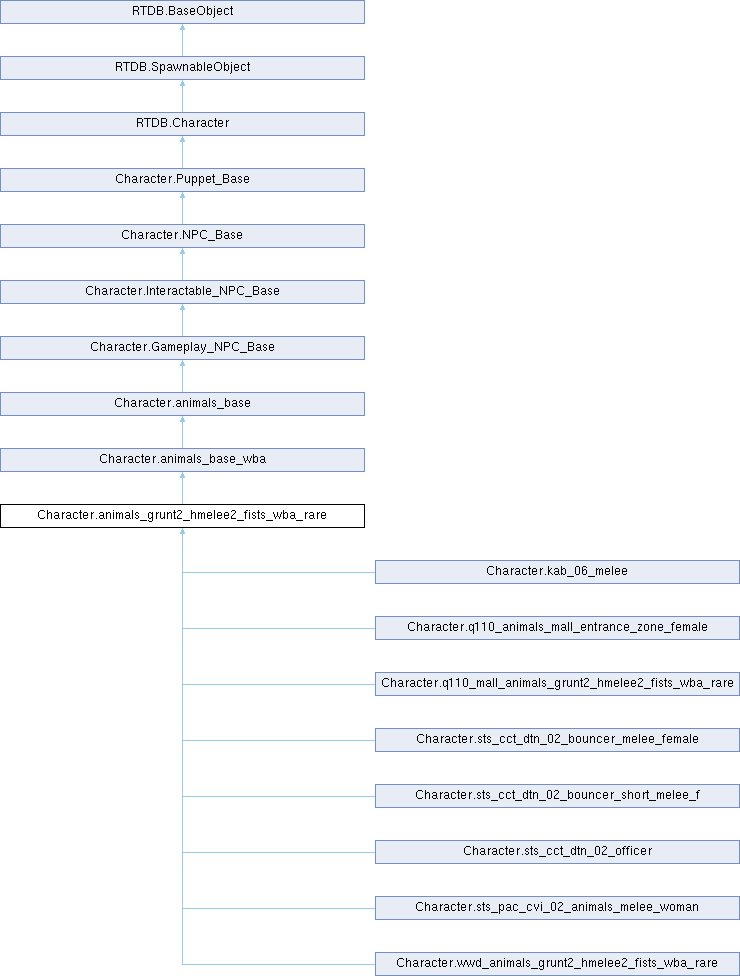 RTDB.BaseObject
RTDB.SpawnableObject
RTDB.Character
Character.Puppet_Base
Character.NPC_Base
Character.Interactable_NPC_Base
Character.Gameplay_NPC_Base
Character.animals_base
Character.animals_base_wba
Character.animals_grunt2_hmelee2_fists_wba_rare
Character.kab_06_melee
Character.q110_animals_mall_entrance_zone_female
Character.q110_mall_animals_grunt2_hmelee2_fists_wba_rare
Character.sts_cct_dtn_02_bouncer_melee_female
Character.sts_cct_dtn_02_bouncer_short_melee_f
Character.sts_cct_dtn_02_officer
Character.sts_pac_cvi_02_animals_melee_woman
Character.wwd_animals_grunt2_hmelee2_fists_wba_rare